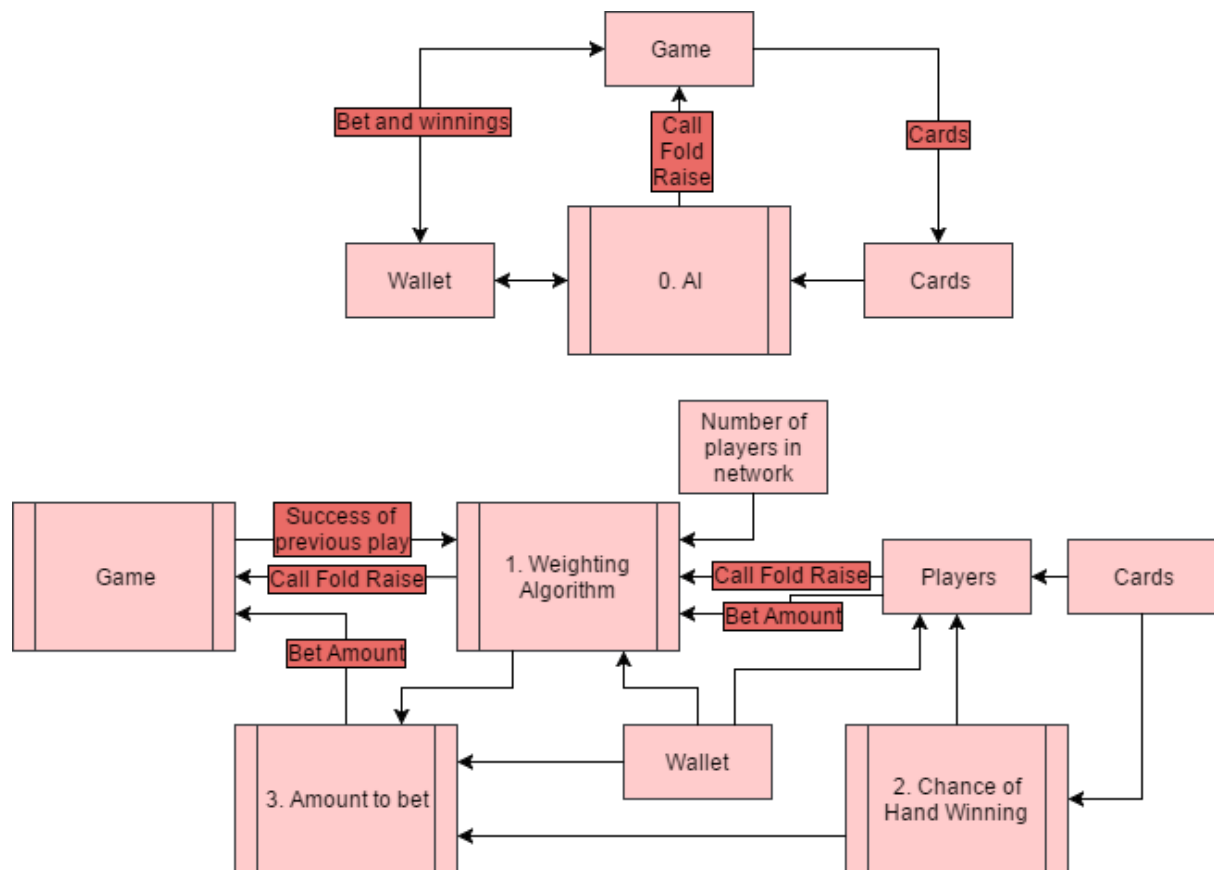 Game
Bet and winnings
Call
Fold
Raise
Cards
Wallet
0. AI
Cards
Number of
players in
network
Success of
previous play
Game
Call Fold Raise
1. Weighting
Algorithm
Call Fold Raise
Players
Cards
Bet Amount
Bet Amount
3. Amount to bet
Wallet
2. Chance of
Hand Winning